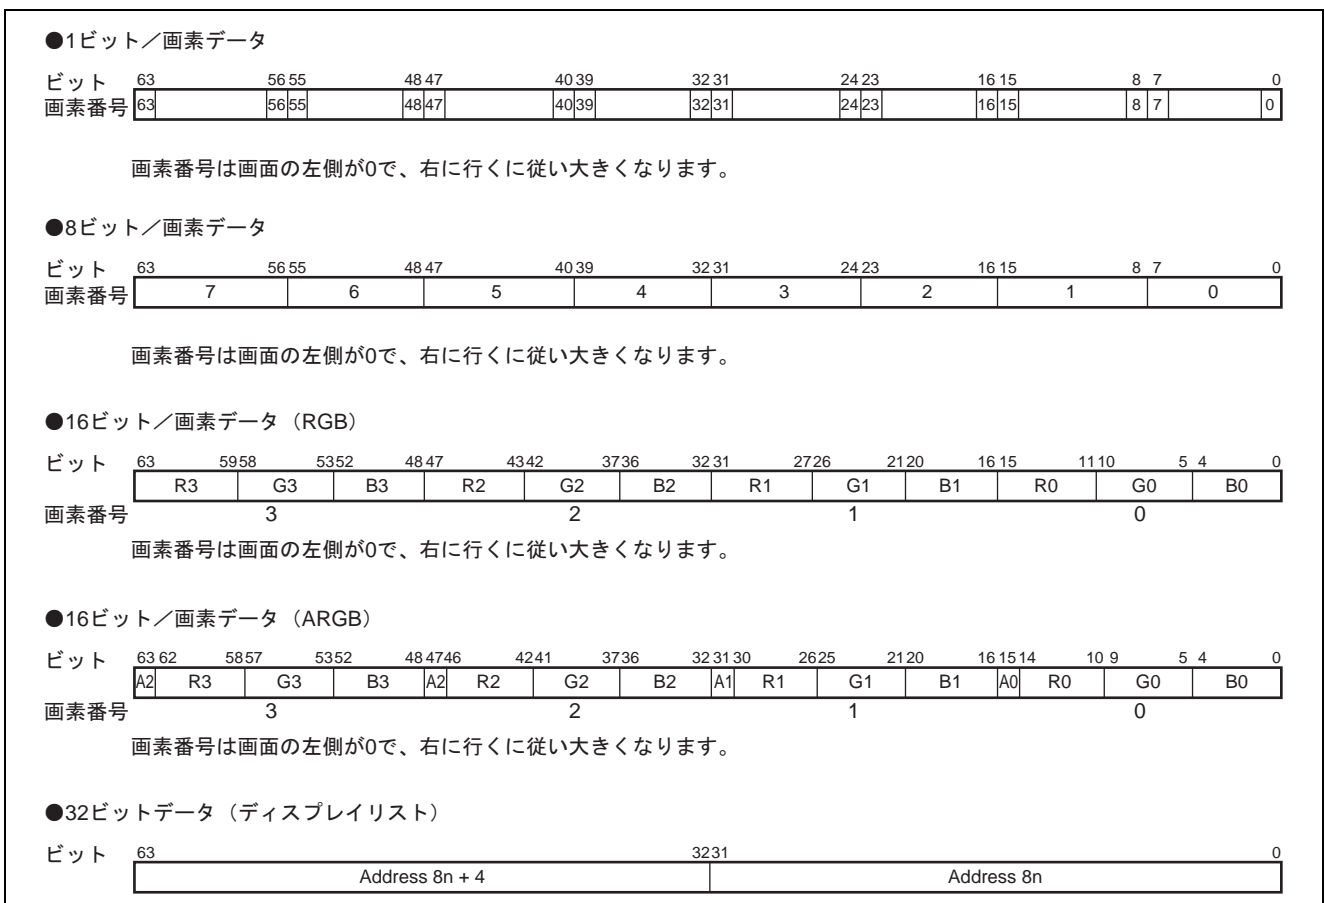 ●1ビット／画素データ
ビット 63 56 55 48 47 40 39 32 31 24 23 16 15 8 7 0
画素番号 63 56 55 48 47 40 39 32 31 24 23 16 15 8 7 0
画素番号は画面の左側が0で、右に行くに従い大きくなります。
●8ビット／画素データ
ビット 63 56 55 48 47 40 39 32 31 24 23 16 15 8 7 0
画素番号 7 6 5 4 3 2 1 0
画素番号は画面の左側が0で、右に行くに従い大きくなります。
●16ビット／画素データ（RGB）
ビット 63 59 58 53 52 48 47 43 42 37 36 32 31 27 26 21 20 16 15 11 10 5 4 0
R3 G3 B3 R2 G2 B2 R1 G1 B1 R0 G0 B0
画素番号 3 2 1 0
画素番号は画面の左側が0で、右に行くに従い大きくなります。
●16ビット／画素データ（ARGB）
ビット 63 62 58 57 53 52 48 47 46 42 41 37 36 32 31 30 26 25 21 20 16 15 14 10 9 5 4 0
A2 R3 G3 B3 A2 R2 G2 B2 A1 R1 G1 B1 A0 R0 G0 B0
画素番号 3 2 1 0
画素番号は画面の左側が0で、右に行くに従い大きくなります。
●32ビットデータ（ディスプレイリスト）
ビット 63 32 31 0
Address 8n + 4 Address 8n